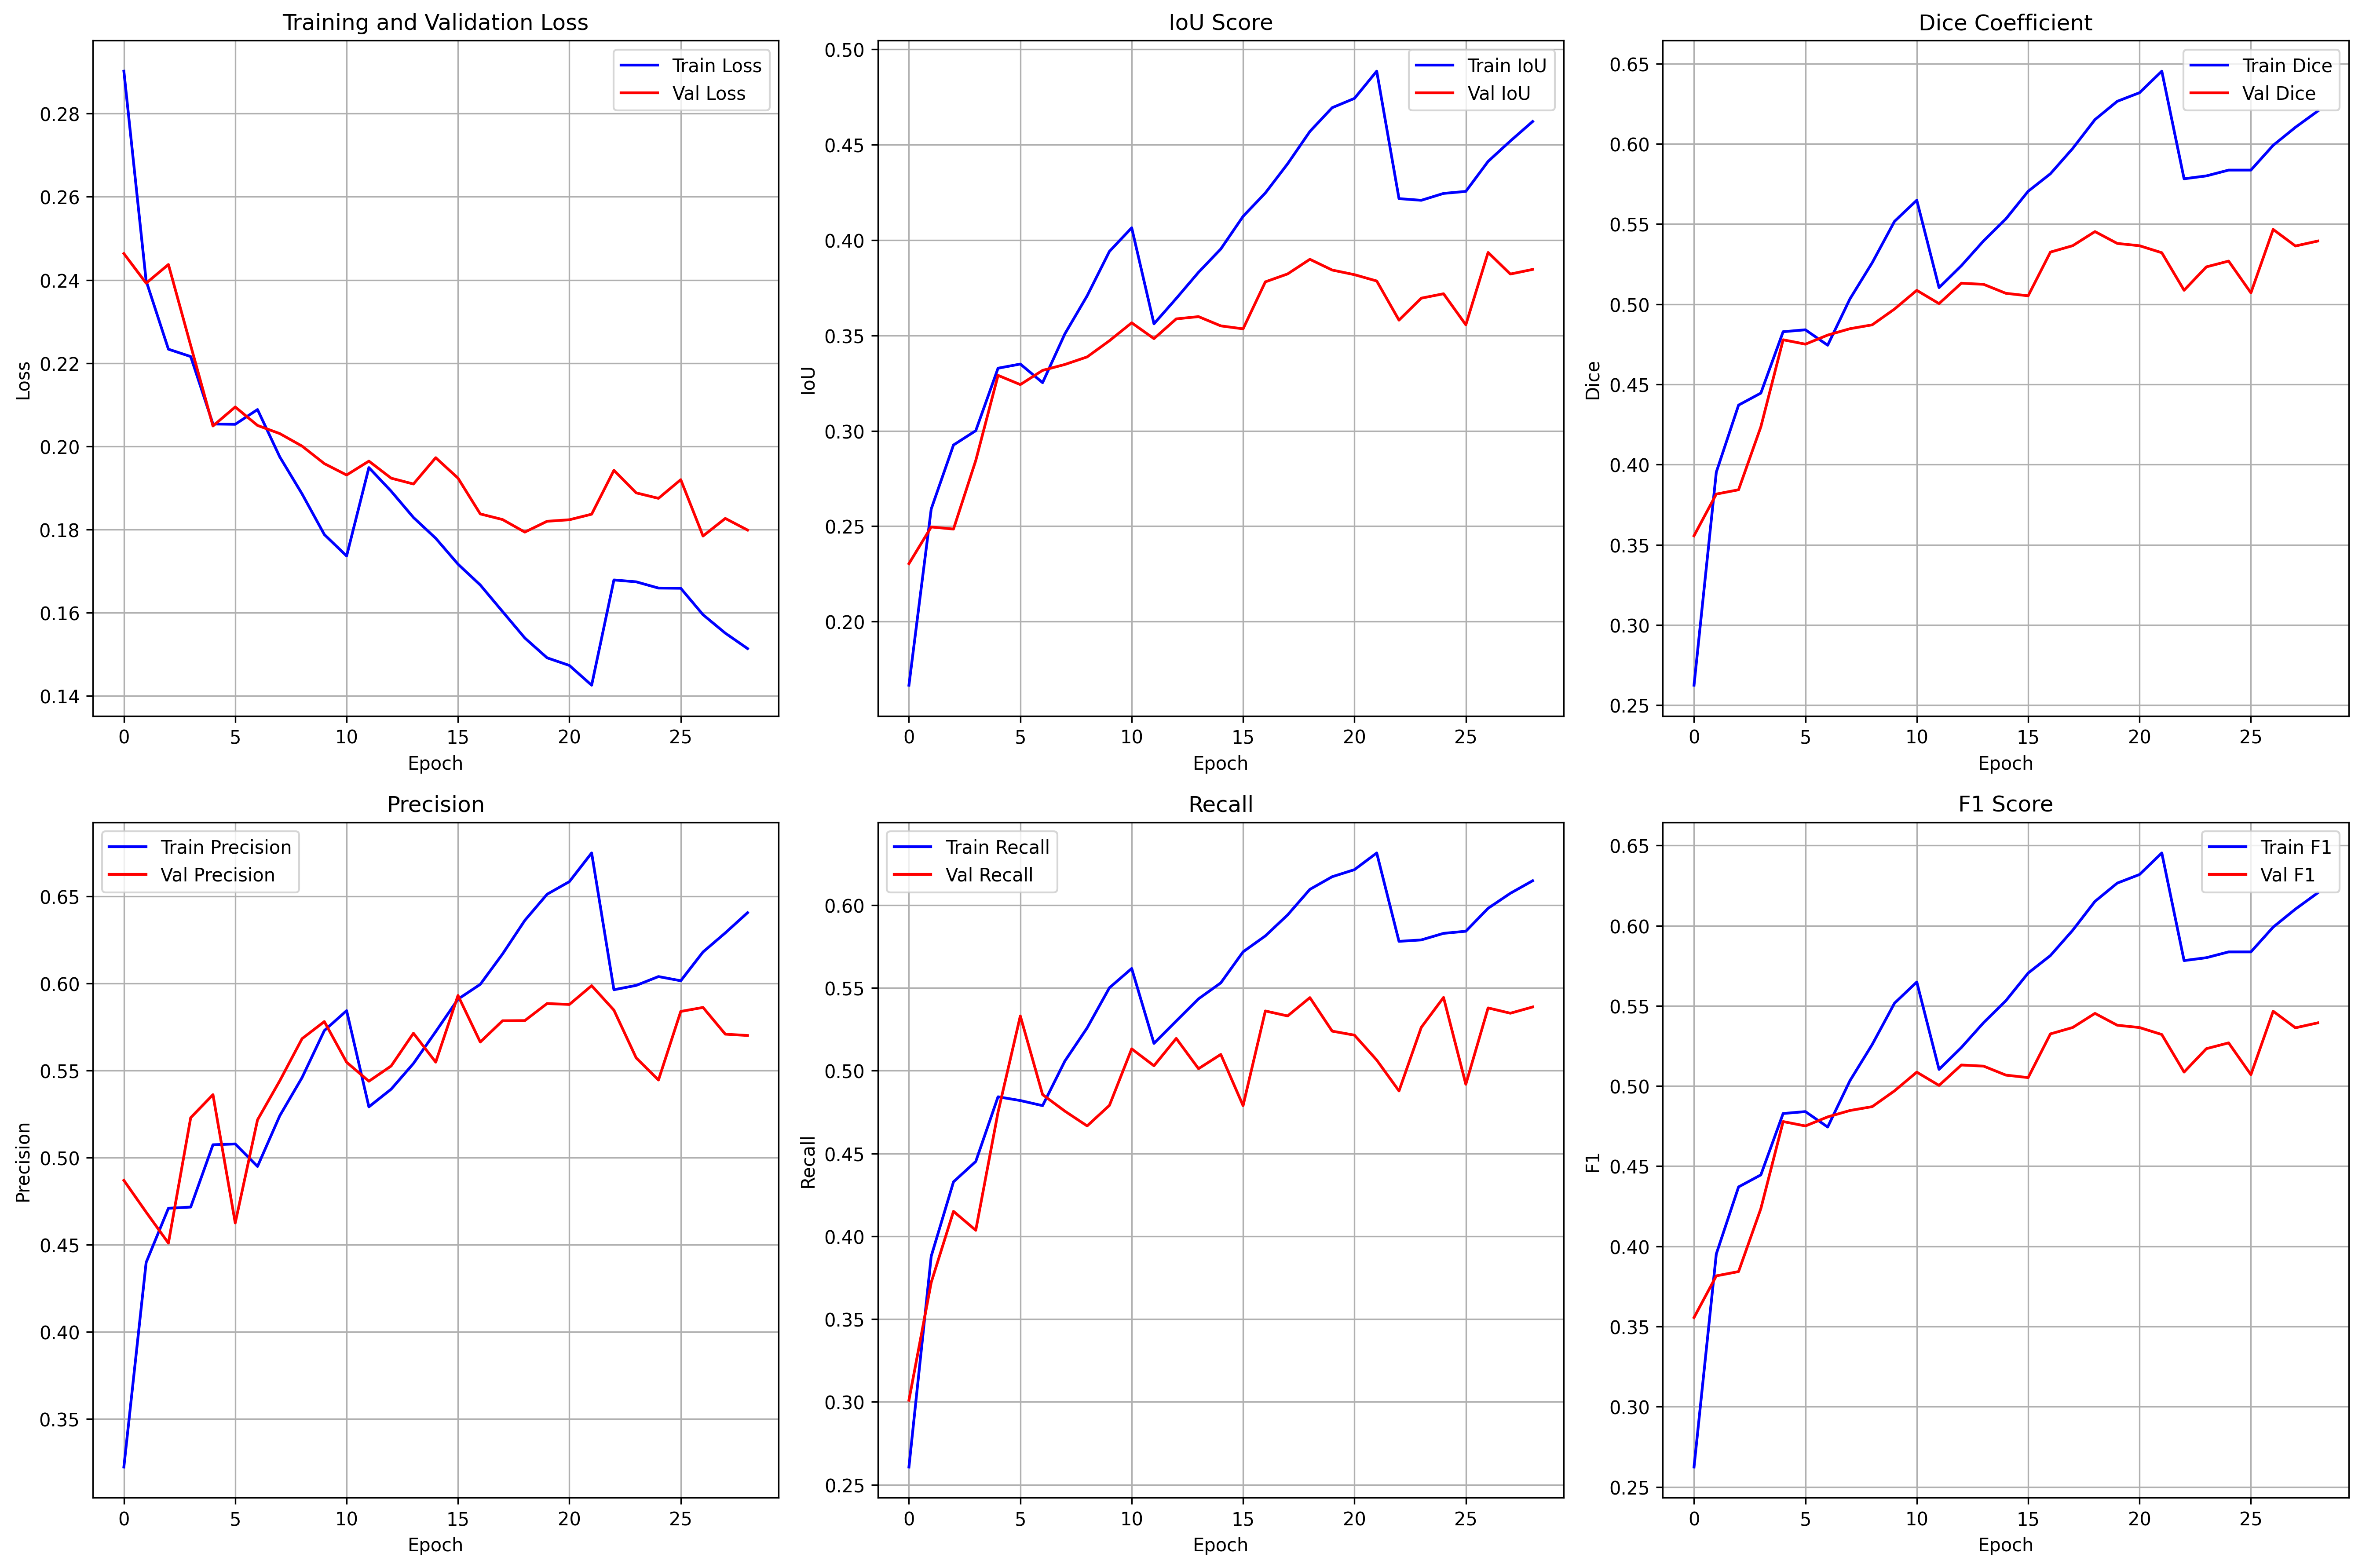 Training and Validation Loss
Train Loss
Val Loss
0.28
0.26
0.24
0.22
0.20
0.18
0.16
0.14
Loss
0 5 10 15 20 25
Epoch
IoU Score
Train IoU
Val IoU
0.50
0.45
0.40
0.35
0.30
0.25
0.20
IoU
0 5 10 15 20 25
Epoch
Dice Coefficient
Train Dice
Val Dice
0.65
0.60
0.55
0.50
0.45
0.40
0.35
0.30
0.25
Dice
0 5 10 15 20 25
Epoch
Precision
Train Precision
Val Precision
0.65
0.60
0.55
0.50
0.45
0.40
0.35
Precision
0 5 10 15 20 25
Epoch
Recall
Train Recall
Val Recall
0.60
0.55
0.50
0.45
0.40
0.35
0.30
0.25
Recall
0 5 10 15 20 25
Epoch
F1 Score
Train F1
Val F1
0.65
0.60
0.55
0.50
0.45
0.40
0.35
0.30
0.25
F1
0 5 10 15 20 25
Epoch